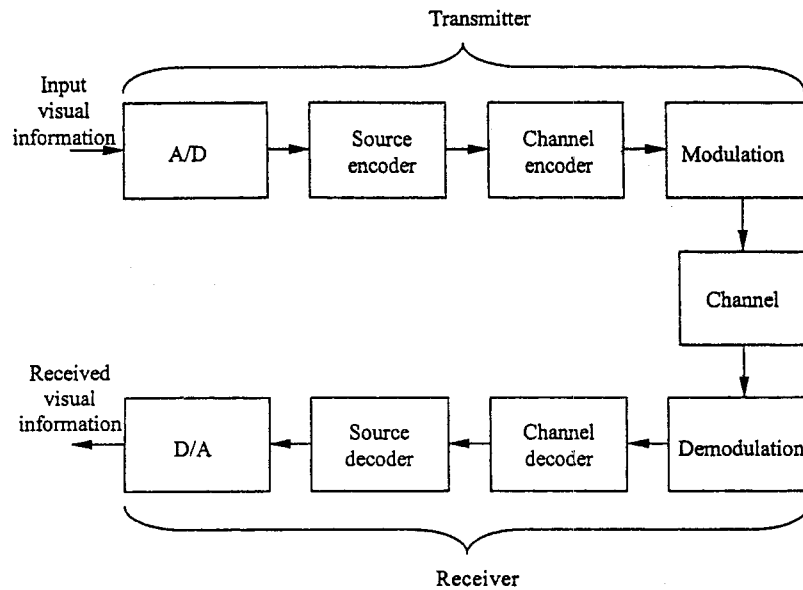 Transmitter
Input
visual
information
A/D
Source
encoder
Channel
encoder
Modulation
Channel
Received
visual
information
D/A
Source
decoder
Channel
decoder
Demodulation
Receiver